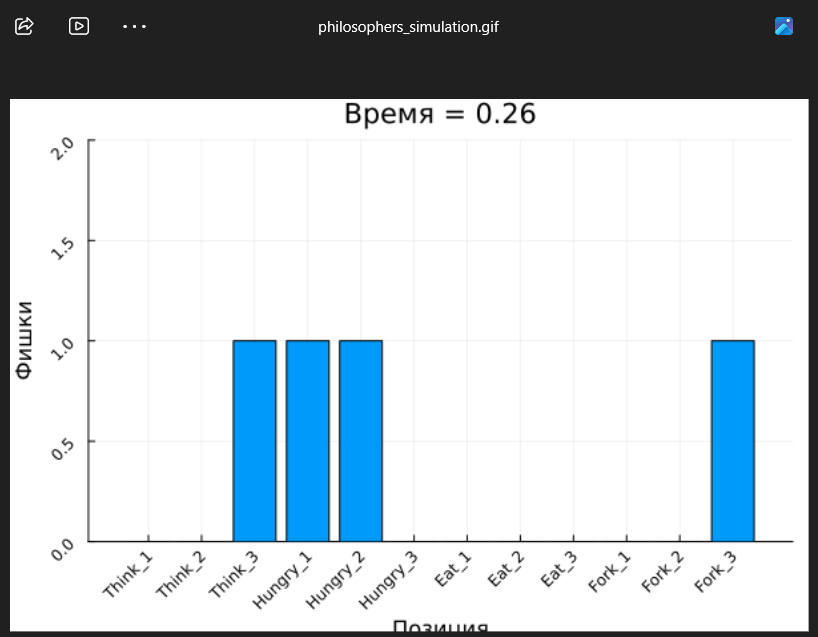 philosophers_simulation.gif
Время = 0.26
2.0
1.5
1.0
0.5
0.0
Фишки
Think_1 Think_2 Think_3 Hungry_1 Hungry_2 Hungry_3 Eat_1 Eat_2 Eat_3 Fork_1 Fork_2 Fork_3
Позиция